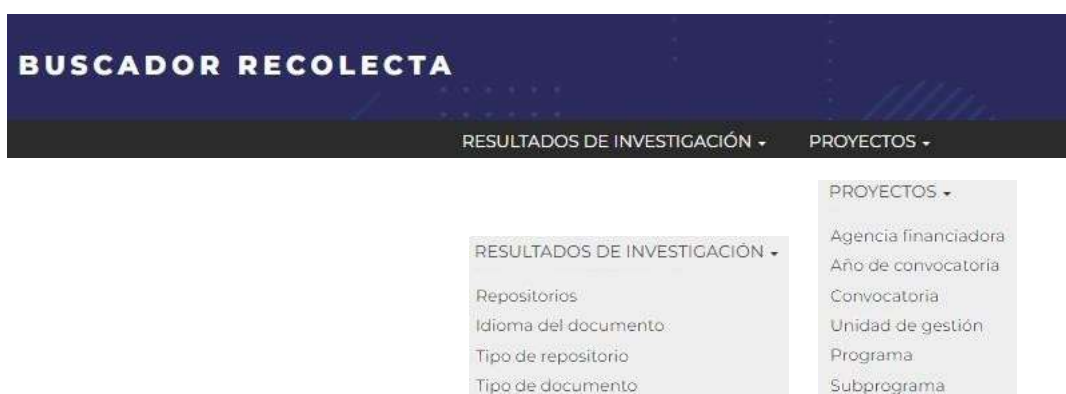 BUSCADOR RECOLECTA
RESULTADOS DE INVESTIGACIÓN
PROYECTOS
RESULTADOS DE INVESTIGACIÓN
Repositorios
Idioma del documento
Tipo de repositorio
Tipo de documento
PROYECTOS
Agencia financiadora
Año de convocatoria
Convocatoria
Unidad de gestión
Programa
Subprograma